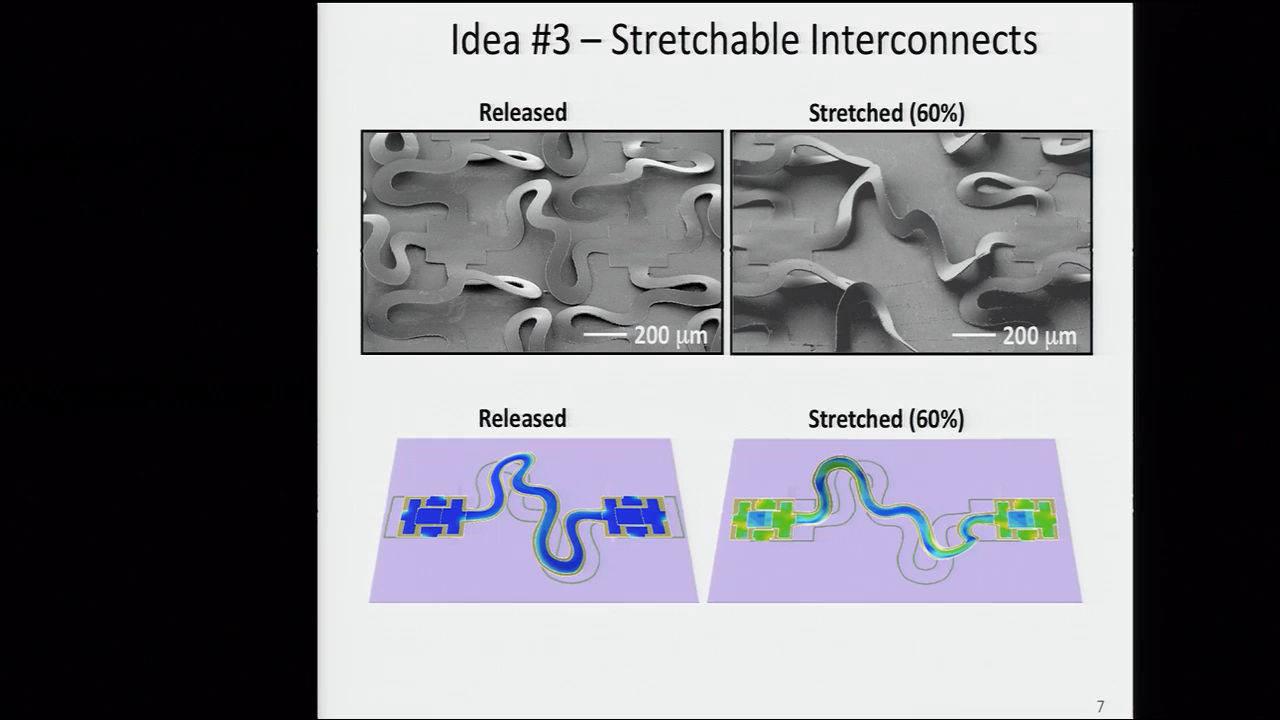 Idea #3 – Stretchable Interconnects
Released
Stretched (60%)
200 μm
200 μm
Released
Stretched (60%)
7